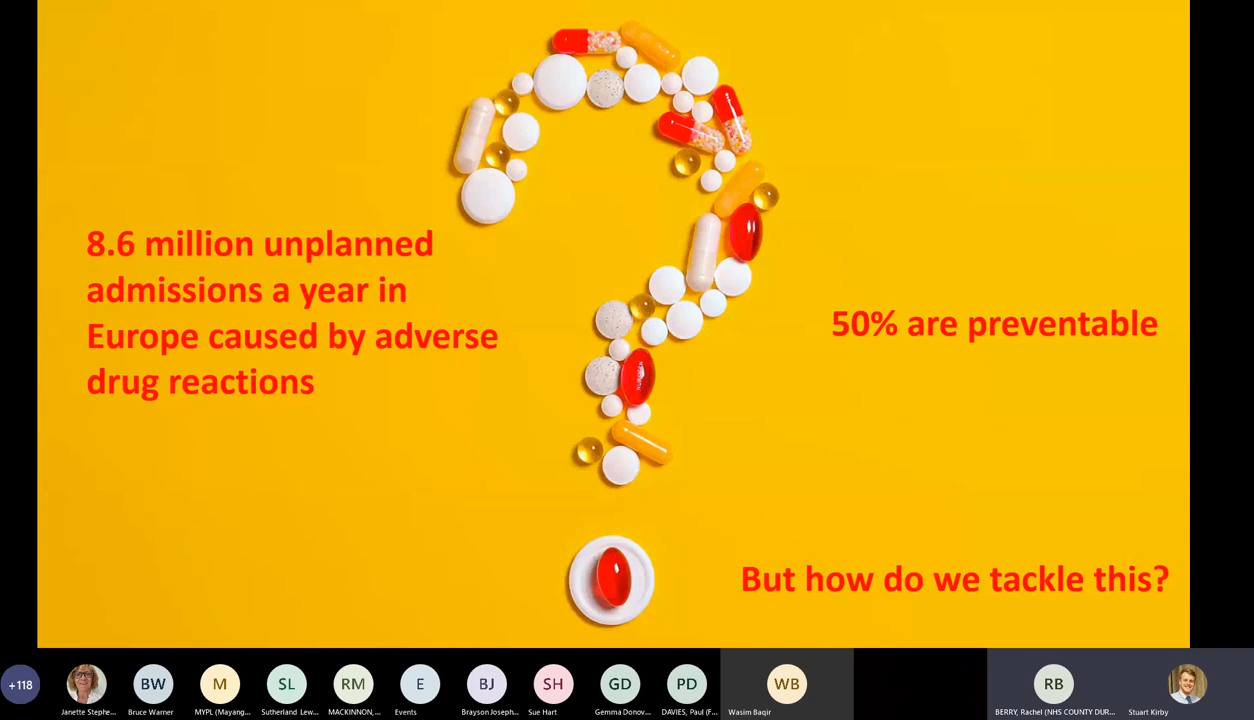 8.6 million unplanned
admissions a year in
Europe caused by adverse
drug reactions
50% are preventable
But how do we tackle this?
+118
BW
M
SL
RM
E
BJ
SH
GD
PD
WB
RB
Janette Stephe...
Bruce Warner
MYPL (Mayang...
Sutherland Lew...
MACKINNON,...
Events
Brayson Joseph...
Sue Hart
Gemma Donov...
DAVIES, Paul (F...
Wasim Baqir
BERRY, Rachel (NHS COUNTY DUR...
Stuart Kirby